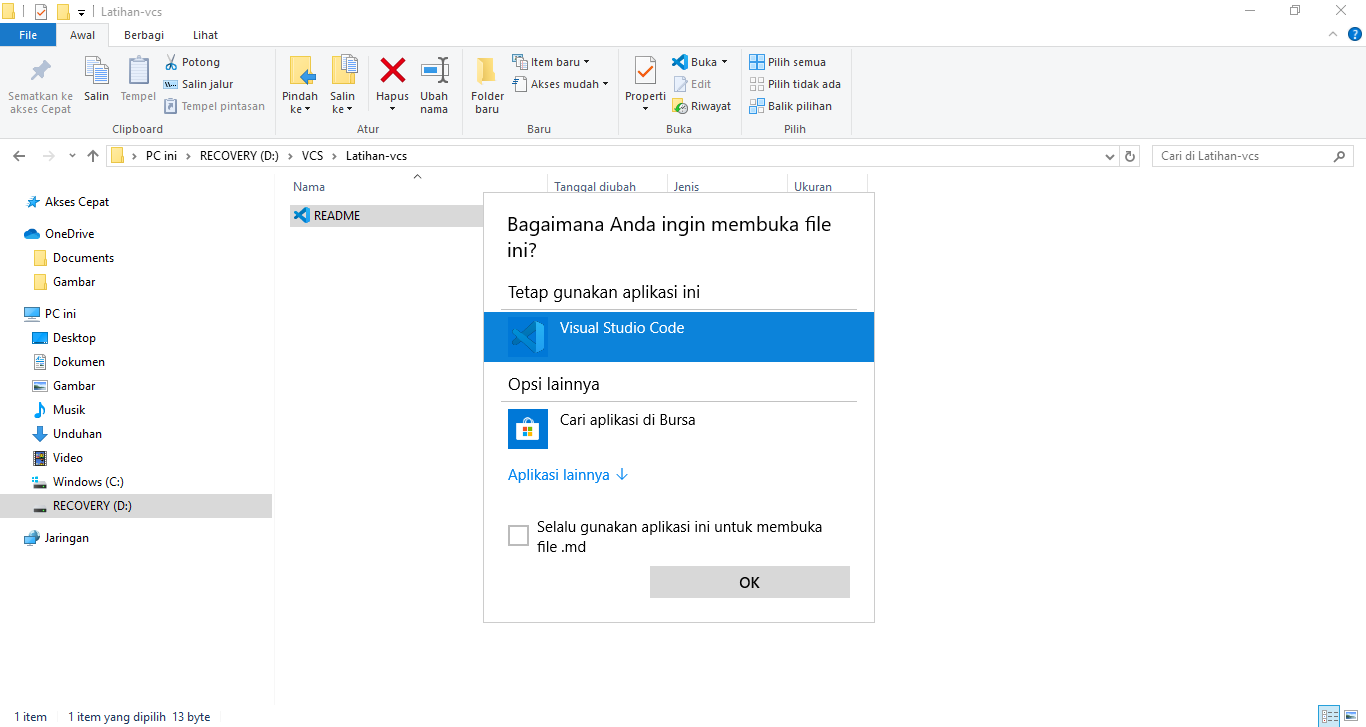 Latihan-vcs
File Awal Berbagi Lihat
Sematkan ke
akses Cepat
Salin
Tempel
Potong
Salin jalur
Tempel pintasan
Clipboard
Pindah
ke
Salin
ke
Hapus
Ubah
nama
Atur
Folder
baru
Item baru
Akses mudah
Baru
Properti
Buka
Edit
Riwayat
Buka
Pilih semua
Pilih tidak ada
Balik pilihan
Pilih
PC ini › RECOVERY (D:) › VCS › Latihan-vcs
Cari di Latihan-vcs
Akses Cepat
OneDrive
Documents
Gambar
PC ini
Desktop
Dokumen
Gambar
Musik
Unduhan
Video
Windows (C:)
RECOVERY (D:)
Jaringan
Nama Tanggal diubah Jenis Ukuran
README
Bagaimana Anda ingin membuka file
ini?
Tetap gunakan aplikasi ini
Visual Studio Code
Opsi lainnya
Cari aplikasi di Bursa
Aplikasi lainnya ↓
Selalu gunakan aplikasi ini untuk membuka
file .md
OK
1 item 1 item yang dipilih 13 byte